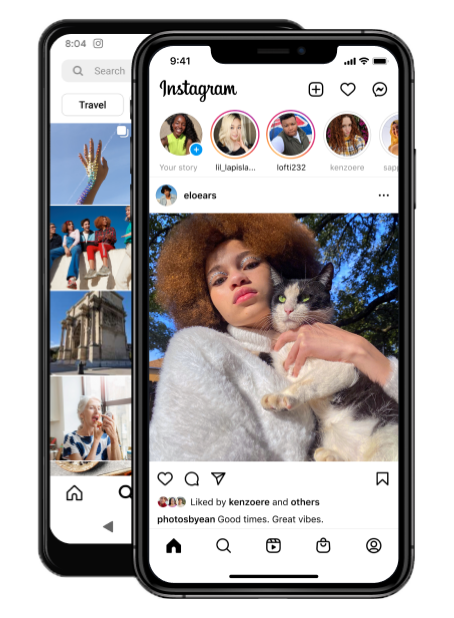 8:04
Search
Travel
9:41
Instagram
Your story
lil_lapisla...
lofti232
kenzoere
eloears
Liked by kenzoere and others
photosbyean Good times. Great vibes.